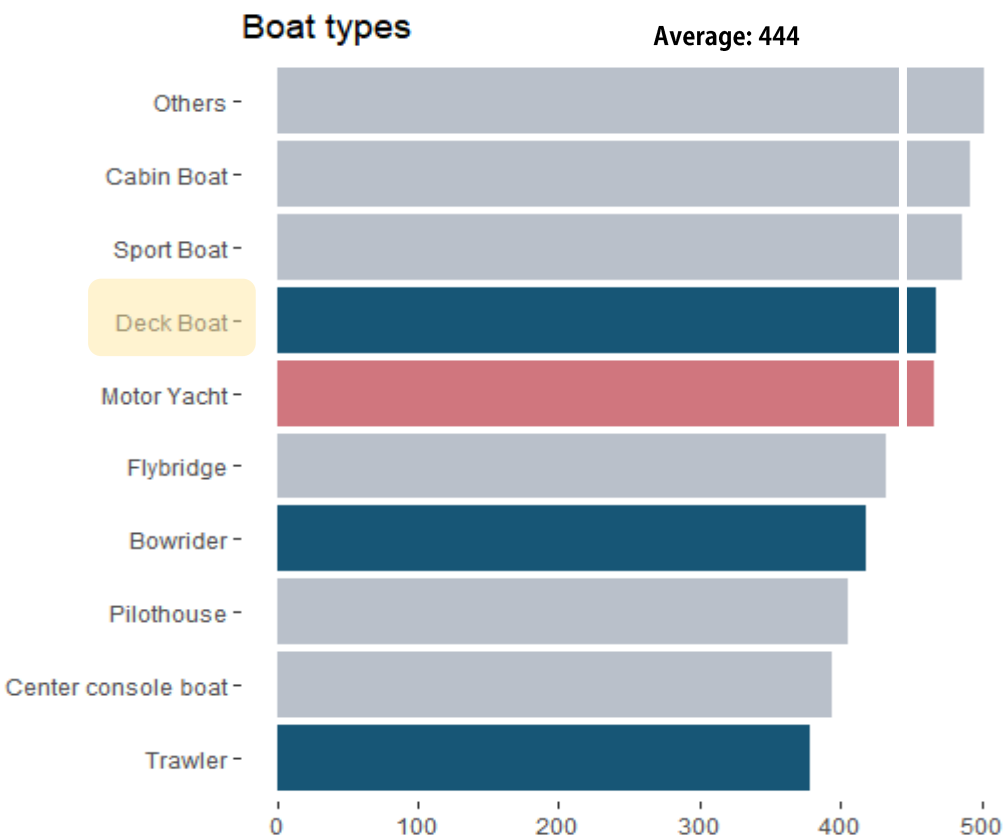 Boat types
Average: 444
Others
Cabin Boat
Sport Boat
Deck Boat
Motor Yacht
Flybridge
Bowrider
Pilothouse
Center console boat
Trawler
0 100 200 300 400 500